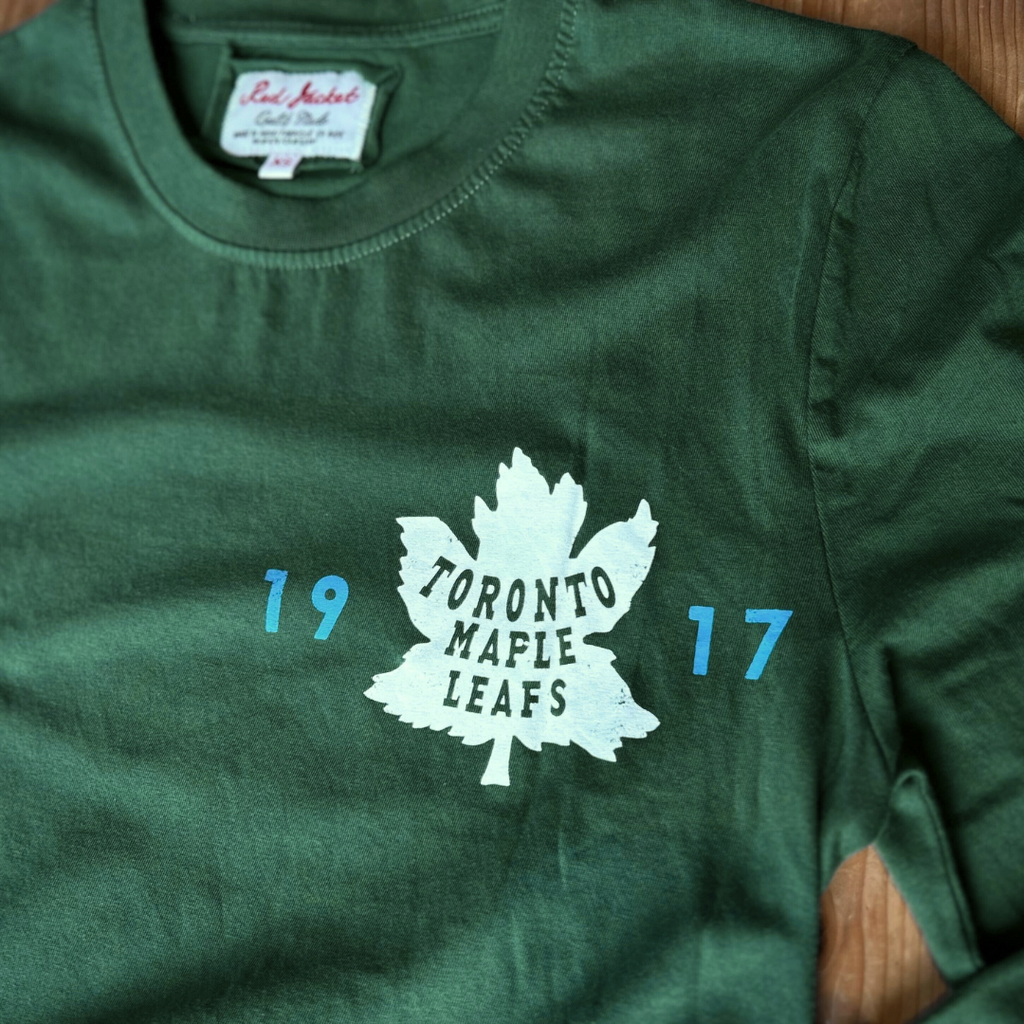 Red Jacket
19
TORONTO
MAPLE
LEAFS
17